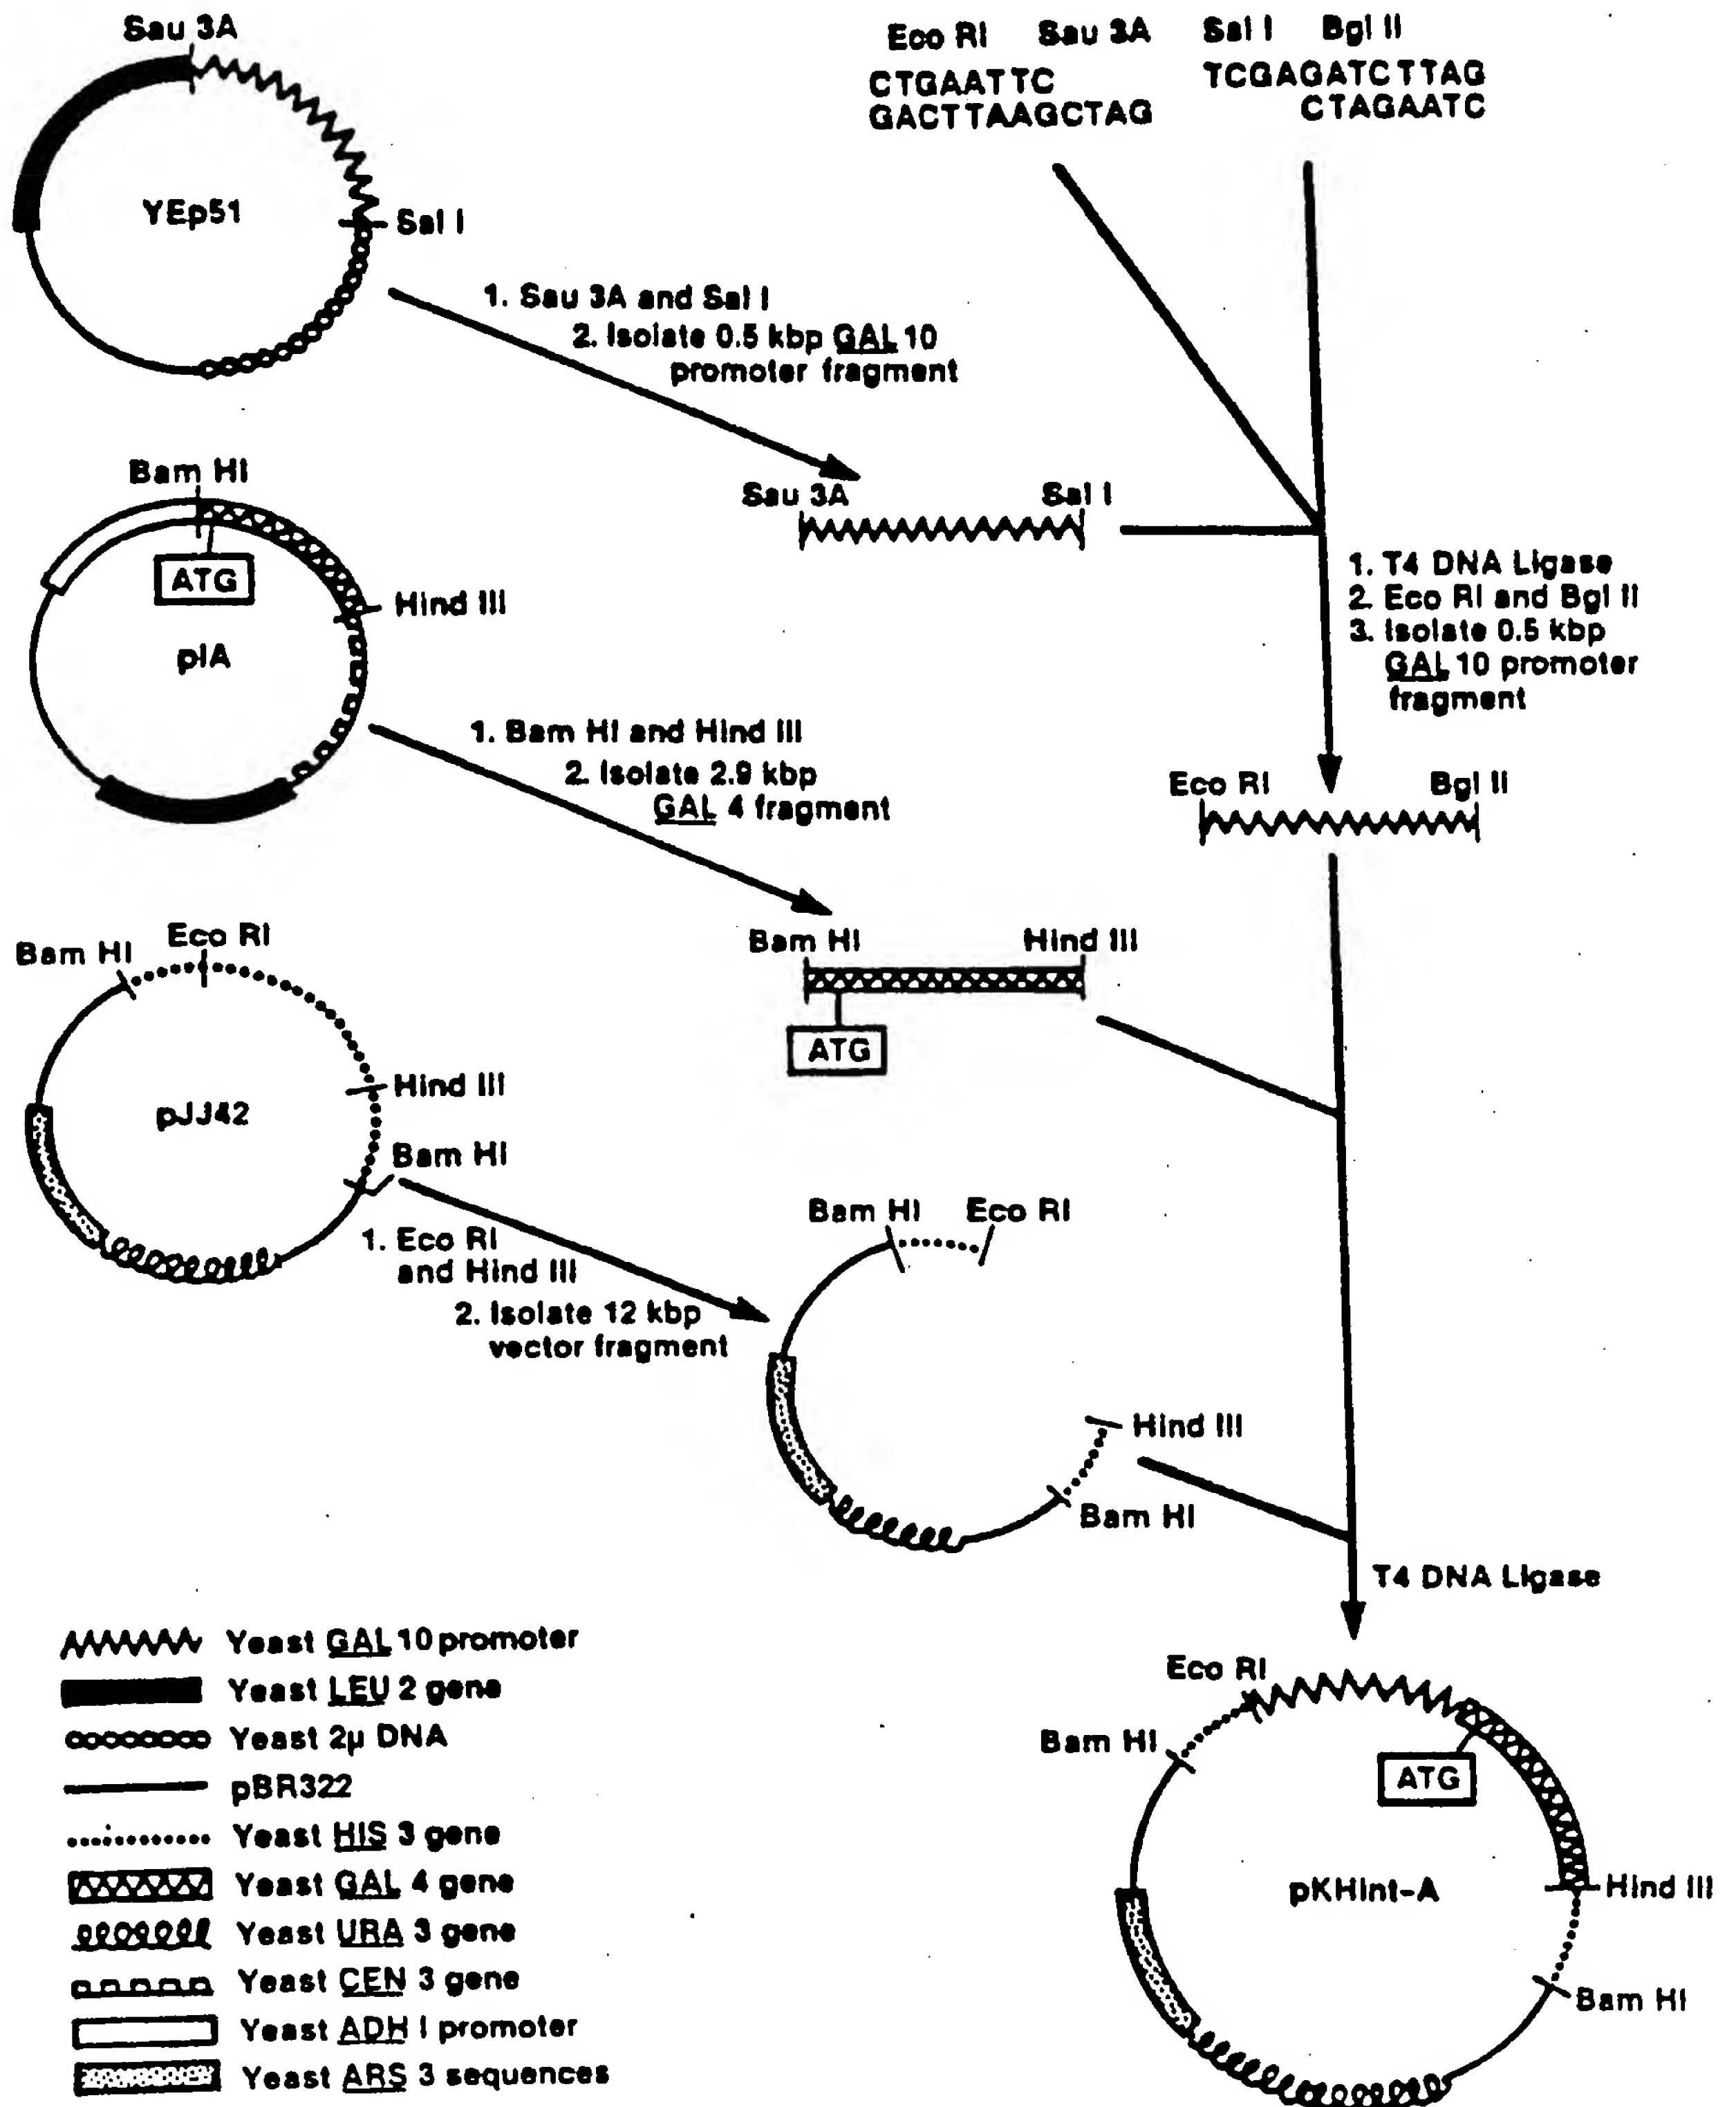 Sau 3A
YEp51
Sal I
Eco RI Sau 3A
CTGAATTC
GACTTAAGCTAG
Sal I Bgl II
TCGAGATCTTAG
CTAGAATC
1. Sau 3A and Sal I
2. Isolate 0.5 kbp GAL 10
promoter fragment
Sau 3A Sal I
1. T4 DNA Ligase
2. Eco RI and Bgl II
3. Isolate 0.5 kbp
GAL 10 promoter
fragment
Bam HI
ATG
Hind III
pIA
1. Bam HI and Hind III
2. Isolate 2.9 kbp
GAL 4 fragment
Eco RI Bgl II
Bam HI Hind III
ATG
Bam HI
Eco RI
Hind III
pJJ42
Bam HI
1. Eco RI
and Hind III
2. Isolate 12 kbp
vector fragment
Bam HI Eco RI
Hind III
Bam HI
T4 DNA Ligase
Yeast GAL 10 promoter
Yeast LEU 2 gene
Yeast 2µ DNA
pBR322
Yeast HIS 3 gene
Yeast GAL 4 gene
Yeast URA 3 gene
Yeast CEN 3 gene
Yeast ADH I promoter
Yeast ARS 3 sequences
Eco RI
Bam HI
ATG
pKHint-A
Hind III
Bam HI